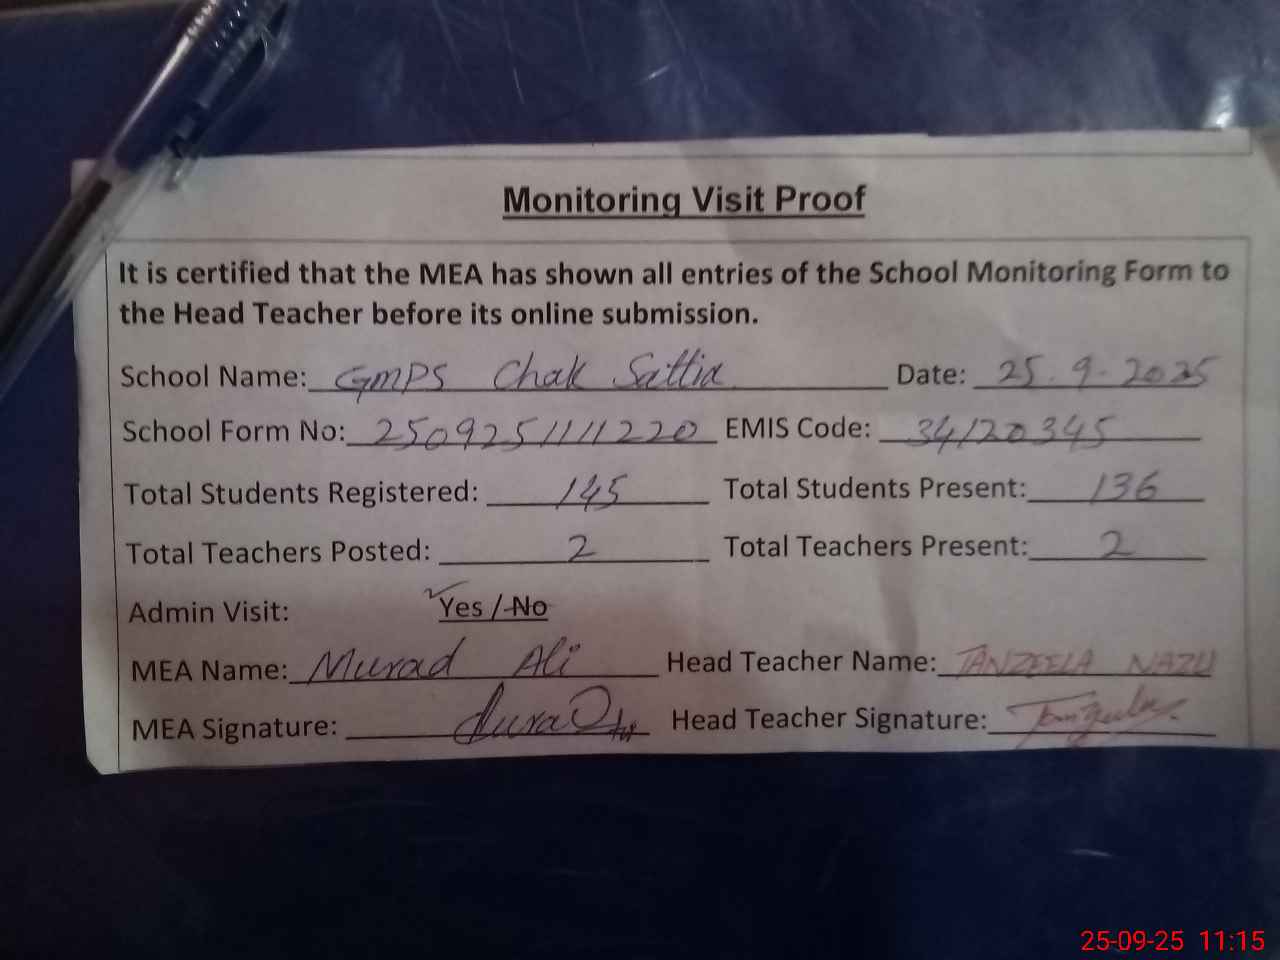 Monitoring Visit Proof
It is certified that the MEA has shown all entries of the School Monitoring Form to
the Head Teacher before its online submission.
School Name: GMPS Chak Sattia Date: 25.9.2025
School Form No: 2509251111220 EMIS Code: 34120345
Total Students Registered: 145 Total Students Present: 136
Total Teachers Posted: 2 Total Teachers Present: 2
Admin Visit: Yes / No
MEA Name: Murad Ali Head Teacher Name: TANZEELA
MEA Signature: Head Teacher Signature:
25-09-25 11:15